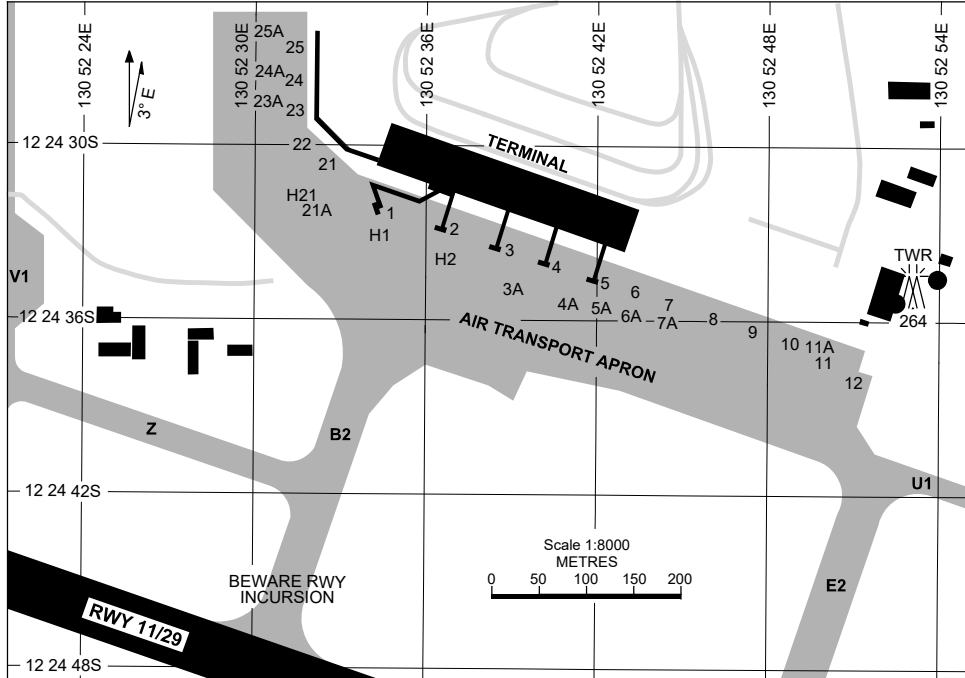 130 52 24E
130 52 30E
130 52 36E
130 52 42E
130 52 48E
130 52 54E
3° E
25A
25
24A
24
23A
23
12 24 30S
22
TERMINAL
21
H21
21A
1
H1
2
H2
3
4
5
TWR
V1
3A
6
4A
5A
7
6A
7A
8
264
12 24 36S
AIR TRANSPORT APRON
9
10
11A
11
12
Z
B2
U1
12 24 42S
Scale 1:8000
METRES
0 50 100 150 200
BEWARE RWY
INCURSION
E2
RWY 11/29
12 24 48S